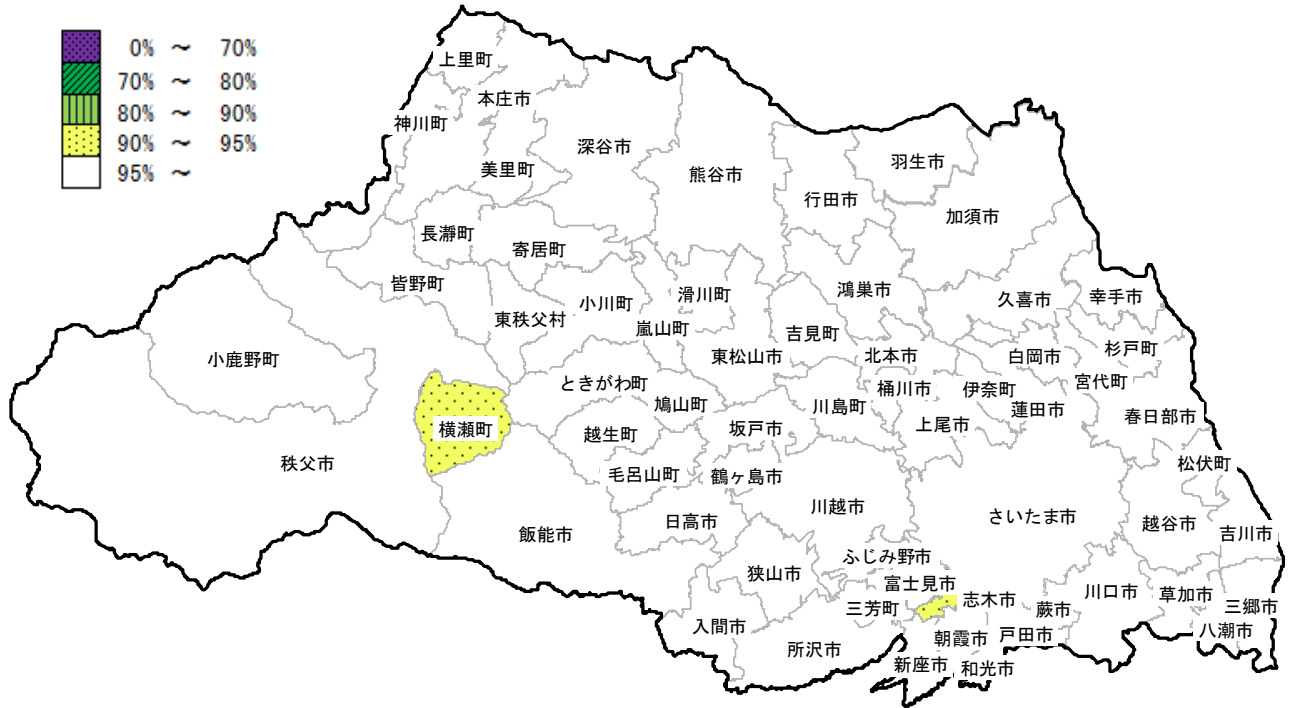 0% ～ 70%
70% ～ 80%
80% ～ 90%
90% ～ 95%
95% ～
上里町
本庄市
神川町
美里町
深谷市
熊谷市
行田市
羽生市
加須市
長瀞町
寄居町
皆野町
東秩父村
小川町
嵐山町
滑川町
東松山市
吉見町
鴻巣市
久喜市
幸手市
北本市
白岡市
杉戸町
小鹿野町
ときがわ町
鳩山町
川島町
桶川市
伊奈町
宮代町
蓮田市
春日部市
横瀬町
越生町
坂戸市
上尾市
秩父市
毛呂山町
鶴ヶ島市
松伏町
川越市
さいたま市
越谷市
吉川市
飯能市
日高市
ふじみ野市
狭山市
富士見市
三芳町
志木市
蕨市
川口市
草加市
三郷市
入間市
所沢市
朝霞市
戸田市
八潮市
新座市
和光市